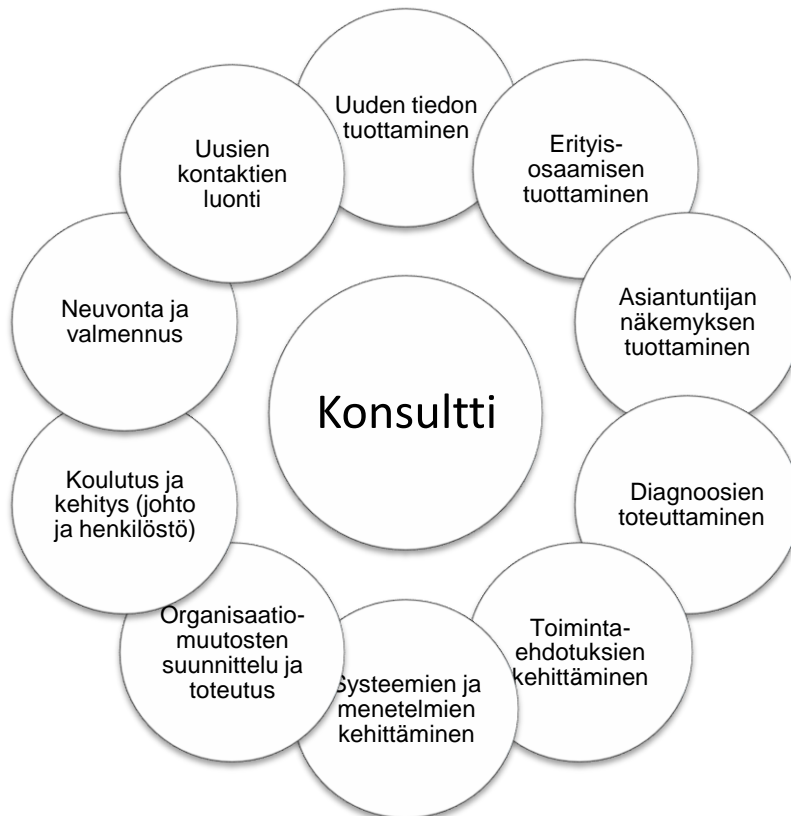 Uuden tiedon
tuottaminen
Erityis-
osaamisen
tuottaminen
Asiantuntijan
näkemyksen
tuottaminen
Diagnoosien
toteuttaminen
Toiminta-
ehdotuksien
kehittäminen
Systeemien ja
menetelmien
kehittäminen
Organisaatio-
muutosten
suunnittelu ja
toteutus
Koulutus ja
kehitys (johto
ja henkilöstö)
Neuvonta ja
valmennus
Uusien
kontaktien
luonti
Konsultti